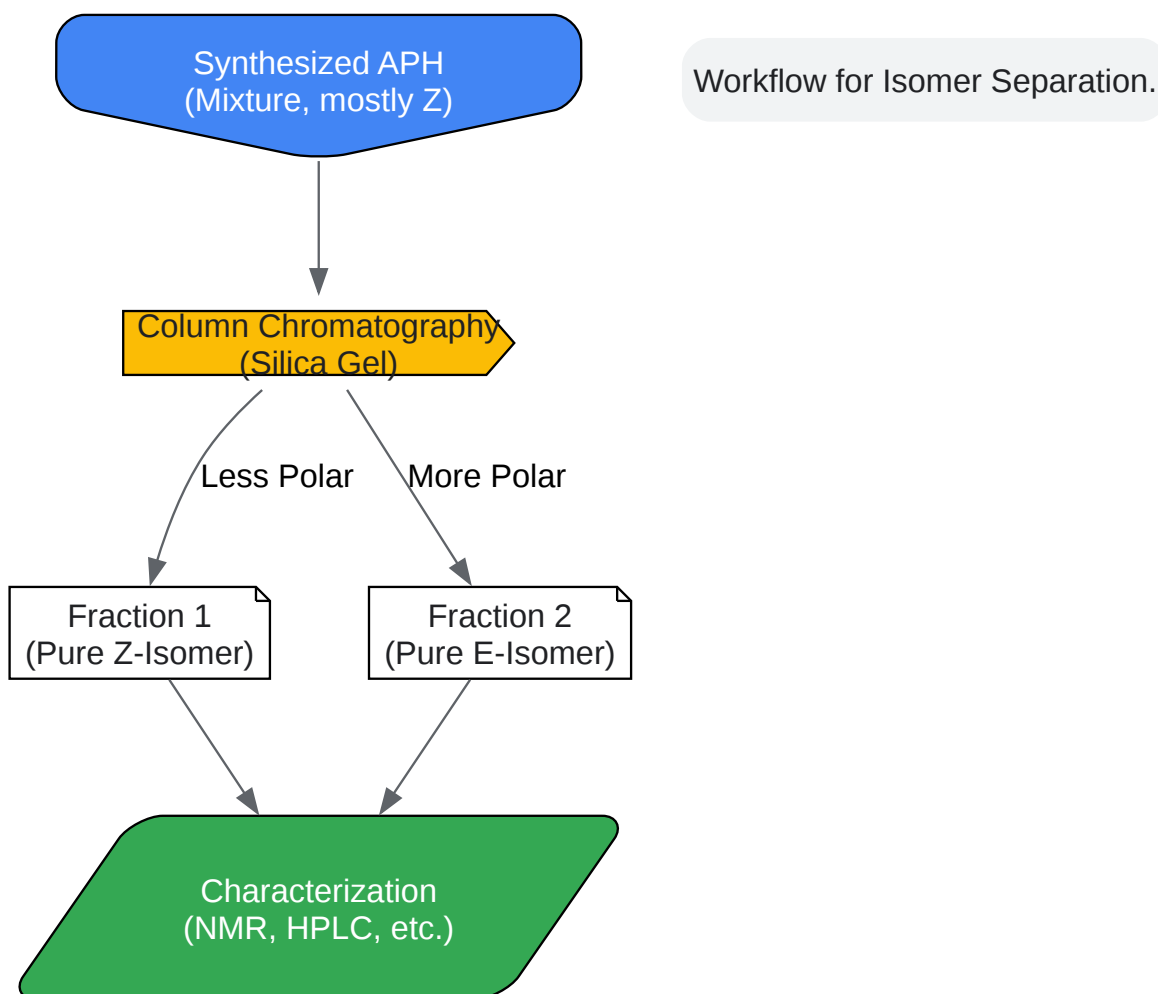 Synthesized APH
(Mixture, mostly Z)
Workflow for Isomer Separation.
Column Chromatography
(Silica Gel)
Less Polar
More Polar
Fraction 1
(Pure Z-Isomer)
Fraction 2
(Pure E-Isomer)
Characterization
(NMR, HPLC, etc.)